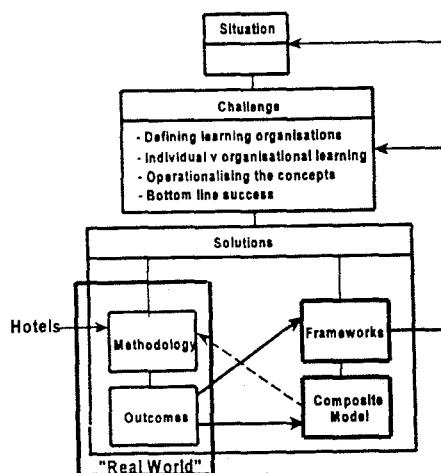 Situation
Challenge
- Defining learning organisations
- Individual v organisational learning
- Operationalising the concepts
- Bottom line success
Solutions
Hotels
Methodology
Frameworks
Outcomes
Composite
Model
"Real World"